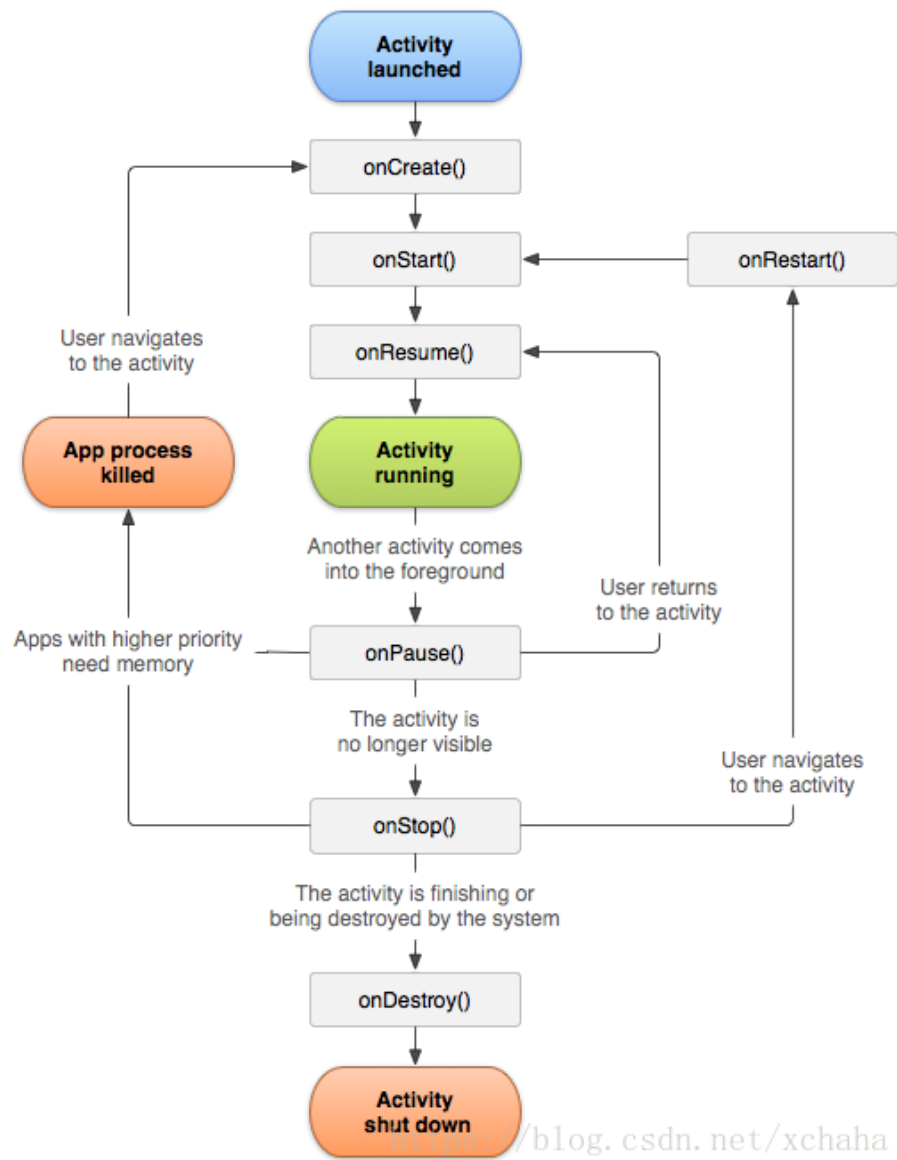 Activity
launched
onCreate()
onStart()
onRestart()
User navigates
to the activity
onResume()
App process
killed
Activity
running
Another activity comes
into the foreground
User returns
to the activity
Apps with higher priority
need memory
onPause()
The activity is
no longer visible
User navigates
to the activity
onStop()
The activity is finishing or
being destroyed by the system
onDestroy()
Activity
shut down
/blog.csdn.net/xchaha